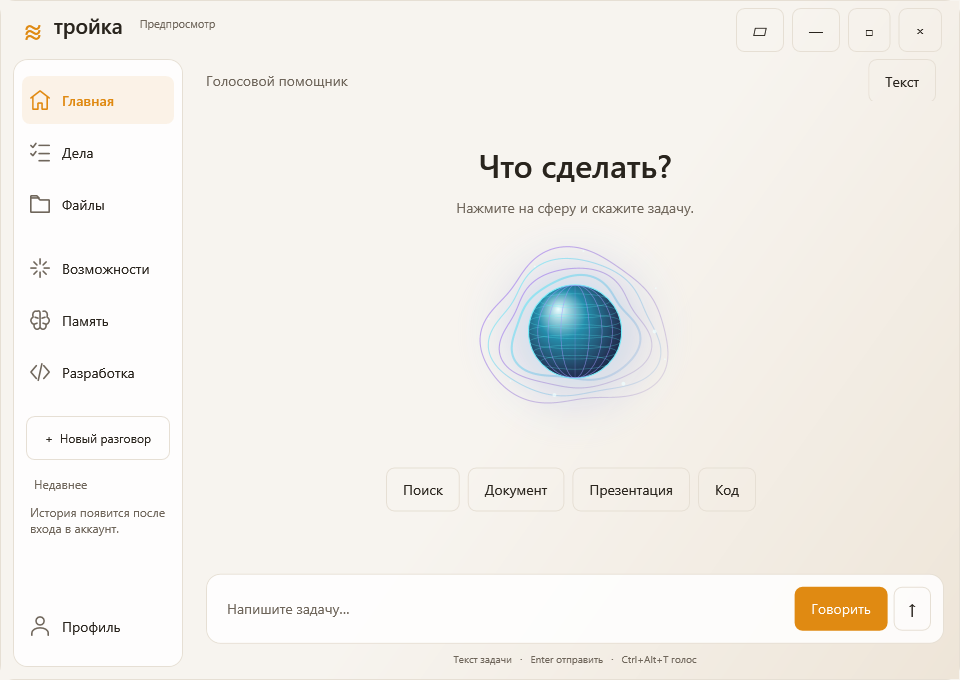 тройка
Предпросмотр
Голосовой помощник
Текст
Главная
Дела
Файлы
Возможности
Память
Разработка
+ Новый разговор
Недавнее
История появится после
входа в аккаунт.
Профиль
Что сделать?
Нажмите на сферу и скажите задачу.
Поиск
Документ
Презентация
Код
Напишите задачу...
Говорить
↑
Текст задачи · Enter отправить · Ctrl+Alt+T голос